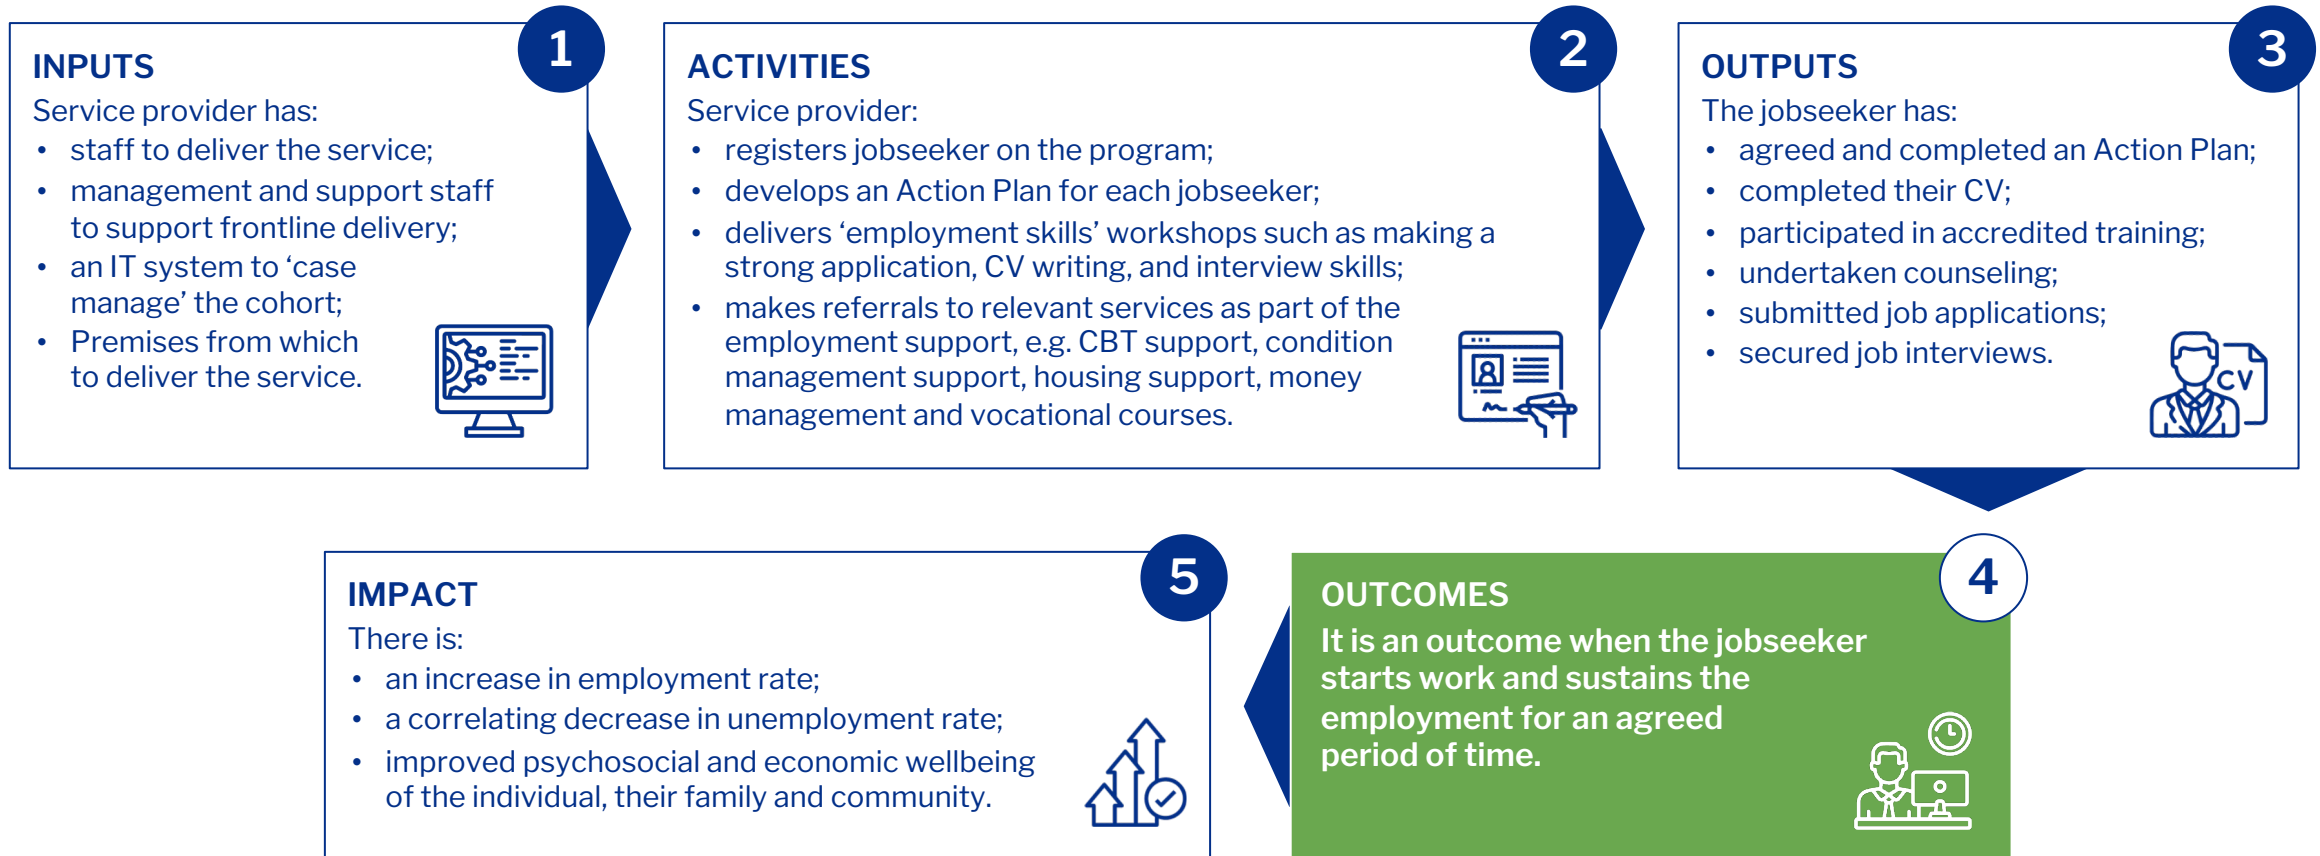 1
INPUTS
Service provider has:
• staff to deliver the service;
• management and support staff
to support frontline delivery;
• an IT system to ‘case
manage’ the cohort;
• Premises from which
to deliver the service.
2
ACTIVITIES
Service provider:
• registers jobseeker on the program;
• develops an Action Plan for each jobseeker;
• delivers ‘employment skills’ workshops such as making a
strong application, CV writing, and interview skills;
• makes referrals to relevant services as part of the
employment support, e.g. CBT support, condition
management support, housing support, money
management and vocational courses.
3
OUTPUTS
The jobseeker has:
• agreed and completed an Action Plan;
• completed their CV;
• participated in accredited training;
• undertaken counseling;
• submitted job applications;
• secured job interviews.
CV
4
OUTCOMES
It is an outcome when the jobseeker
starts work and sustains the
employment for an agreed
period of time.
5
IMPACT
There is:
• an increase in employment rate;
• a correlating decrease in unemployment rate;
• improved psychosocial and economic wellbeing
of the individual, their family and community.